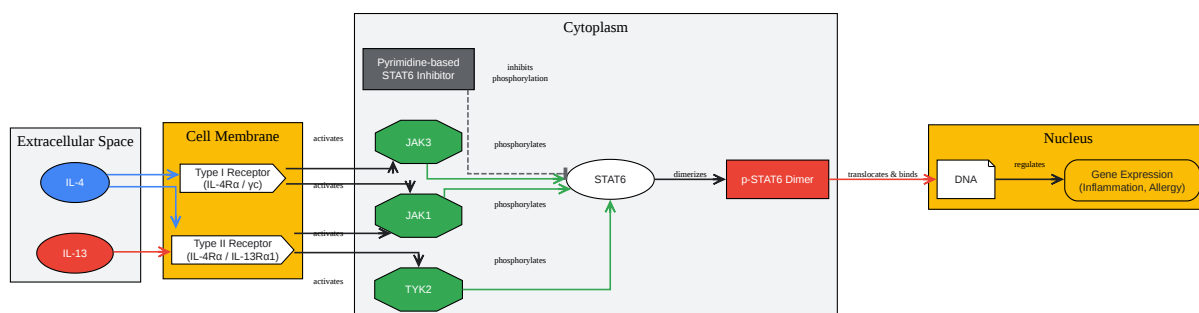 Cytoplasm
Pyrimidine-based
STAT6 Inhibitor
inhibits
phosphorylation
Extracellular Space
Cell Membrane
Nucleus
activates
JAK3
phosphorylates
IL-4
Type I Receptor
(IL-4Rα / γc)
activates
STAT6
dimerizes
p-STAT6 Dimer
translocates & binds
DNA
regulates
Gene Expression
(Inflammation, Allergy)
JAK1
phosphorylates
activates
IL-13
Type II Receptor
(IL-4Rα / IL-13Rα1)
phosphorylates
activates
TYK2